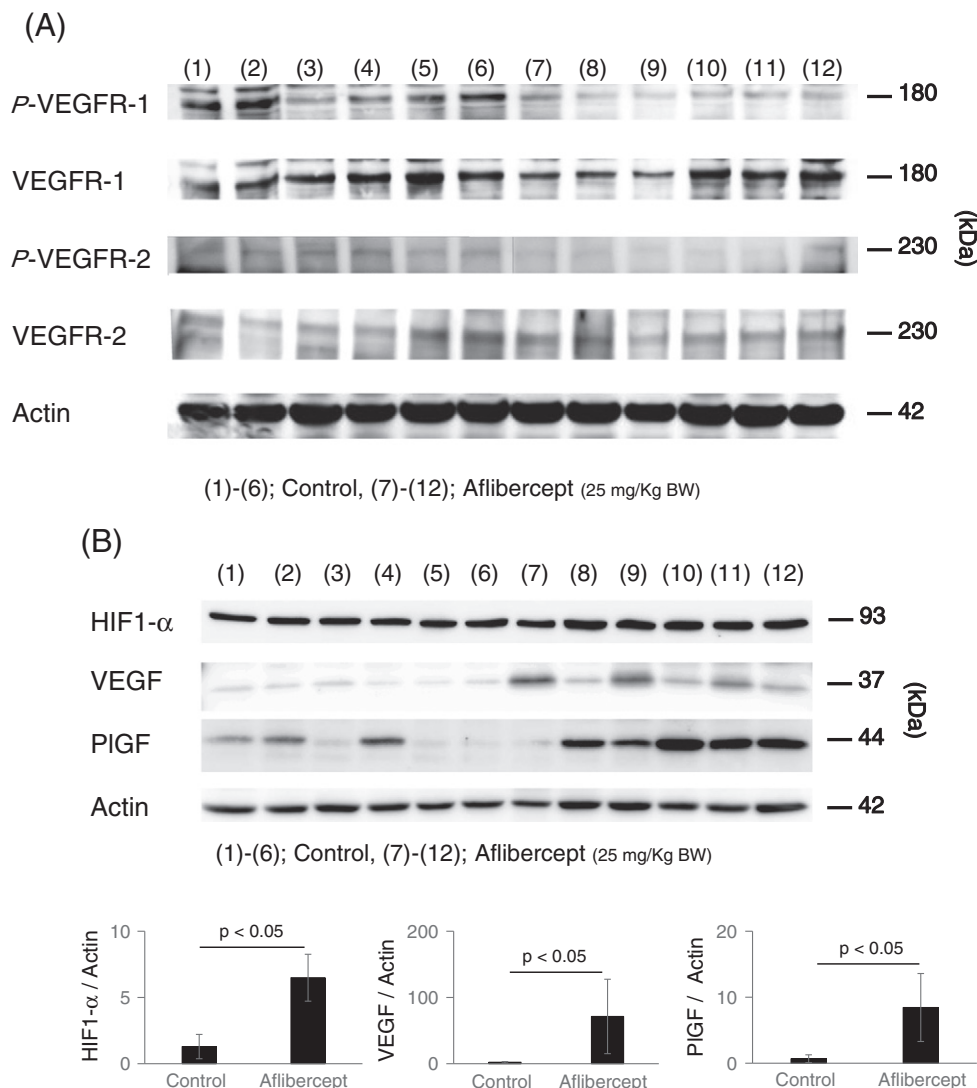 (A)
(1) (2) (3) (4) (5) (6) (7) (8) (9) (10) (11) (12)
P-VEGFR-1 180
VEGFR-1 180
(kDa)
P-VEGFR-2 230
VEGFR-2 230
Actin 42
(1)-(6); Control, (7)-(12); Aflibercept (25 mg/Kg BW)
(B)
(1) (2) (3) (4) (5) (6) (7) (8) (9) (10) (11) (12)
HIF1-α 93
VEGF 37
(kDa)
PlGF 44
Actin 42
(1)-(6); Control, (7)-(12); Aflibercept (25 mg/Kg BW)
HIF1-α / Actin
10
5
0
p < 0.05
Control Aflibercept
VEGF / Actin
200
100
0
p < 0.05
Control Aflibercept
PlGF / Actin
20
10
0
p < 0.05
Control Aflibercept